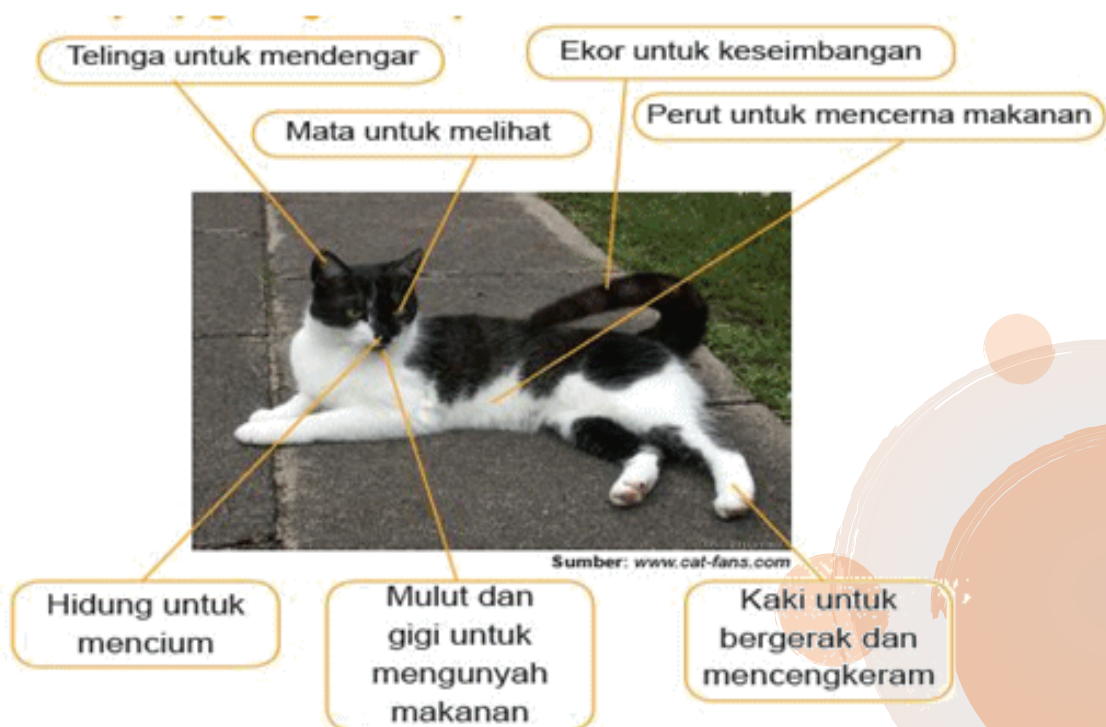 Telinga untuk mendengar
Ekor untuk keseimbangan
Mata untuk melihat
Perut untuk mencerna makanan
Sumber: www.cat-fans.com
Hidung untuk
mencium
Mulut dan
gigi untuk
mengunyah
makanan
Kaki untuk
bergerak dan
mencengkeram